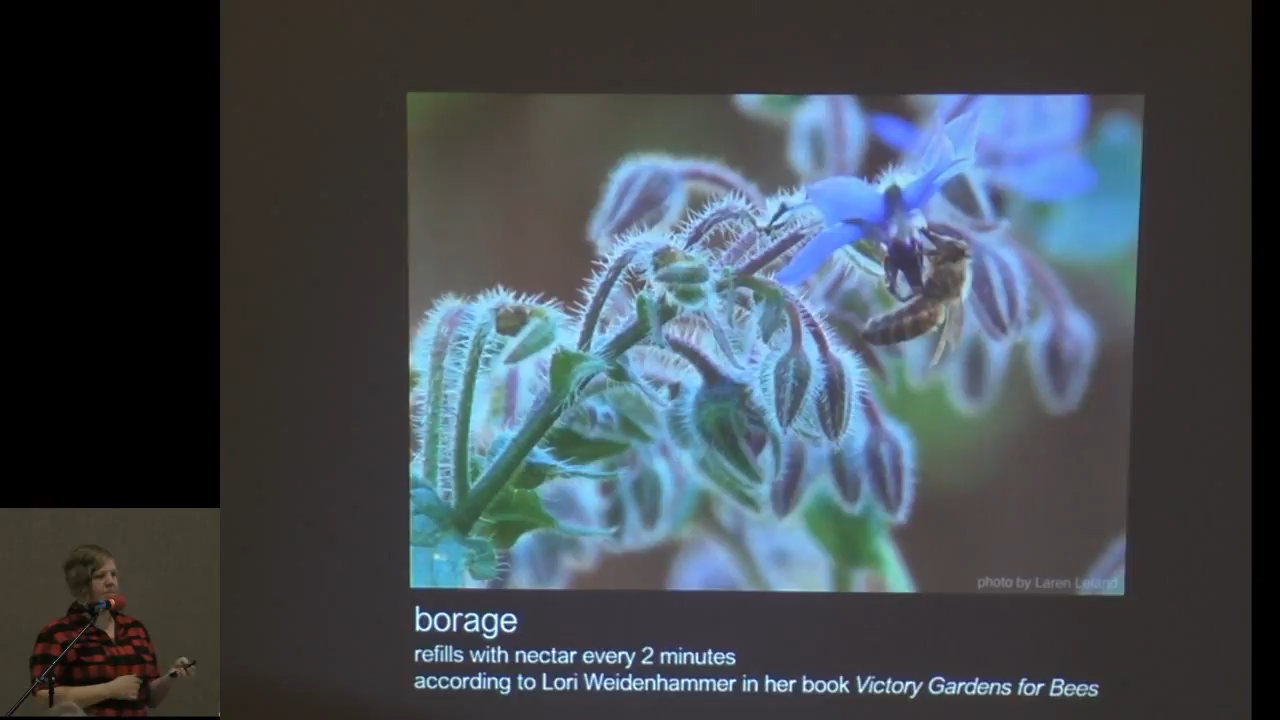 photo by Laren Leland
borage
refills with nectar every 2 minutes
according to Lori Weidenhammer in her book Victory Gardens for Bees